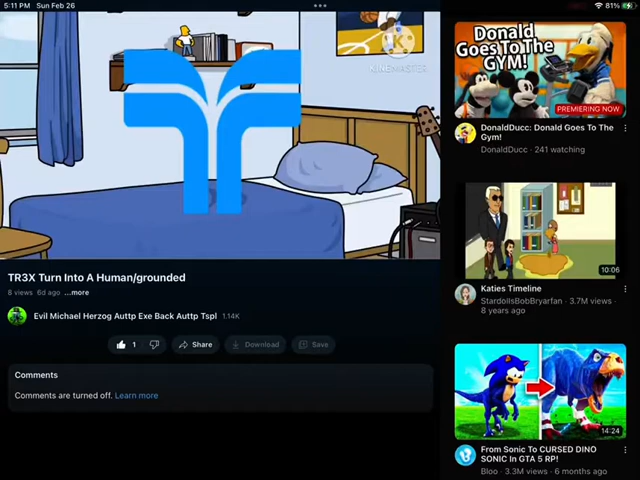 5:11 PM Sun Feb 26
81%
KINEMASTER
TR3X Turn Into A Human/grounded
8 views 6d ago ...more
Evil Michael Herzog Auttp Exe Back Auttp Tspl 1.14K
1
Share
Download
Save
Comments
Comments are turned off. Learn more
DONALD
GOES TO THE
GYM!
PREMIERING NOW
DonaldDucc: Donald Goes To The
Gym!
DonaldDucc · 241 watching
10:06
Katies Timeline
StardollsBobBryarfan · 3.7M views ·
8 years ago
14:24
From Sonic To CURSED DINO
SONIC In GTA 5 RP!
Bloo · 3.3M views · 6 months ago